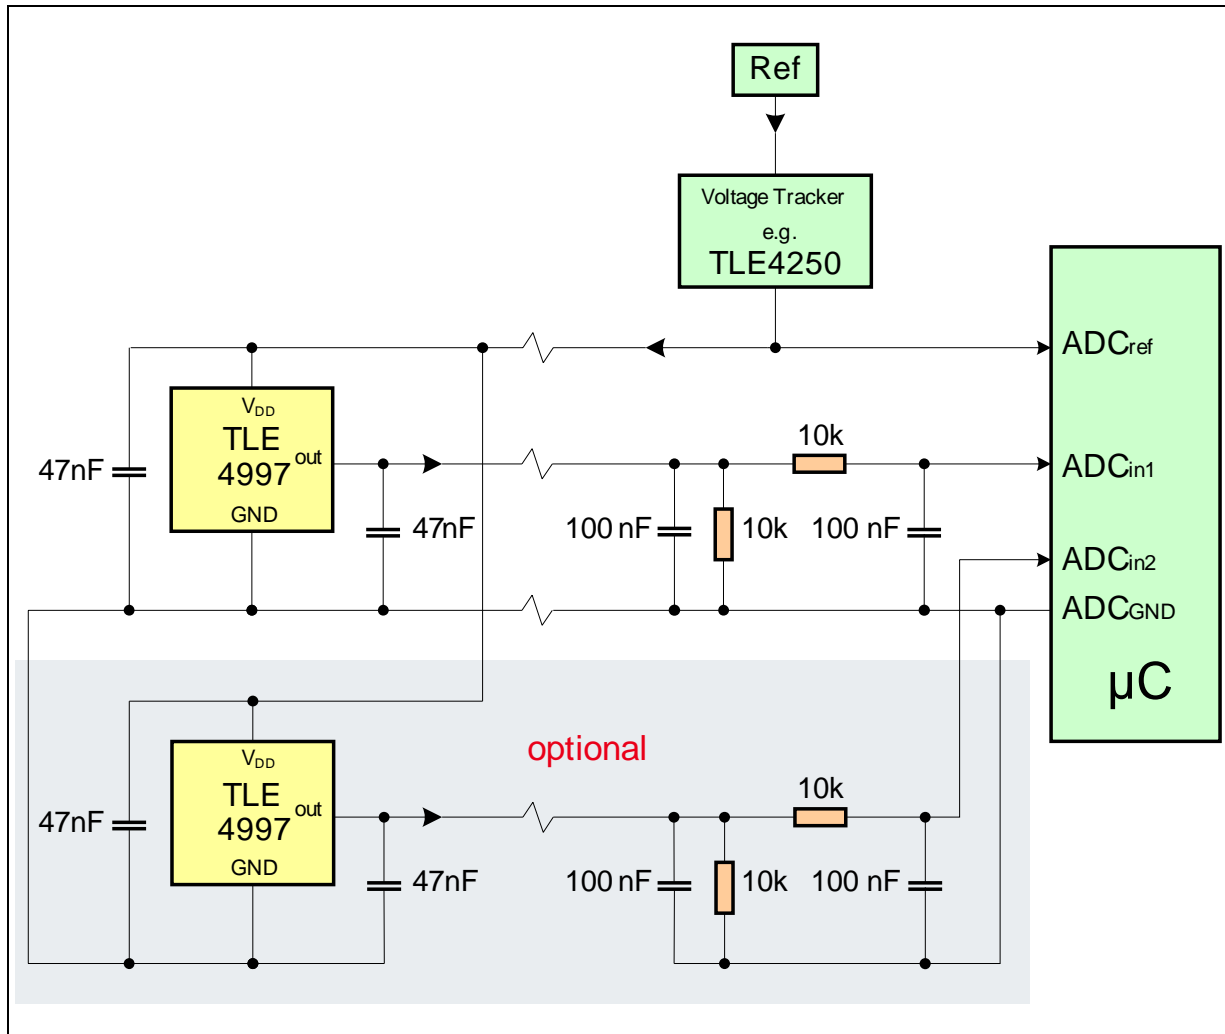 Ref
Voltage Tracker
e.g.
TLE4250
ADCref
VDD
TLE
4997
out
GND
47nF
47nF
10k
100 nF
10k
100 nF
ADCin1
ADCin2
ADCGND
µC
optional
VDD
TLE
4997
out
GND
47nF
47nF
10k
100 nF
10k
100 nF